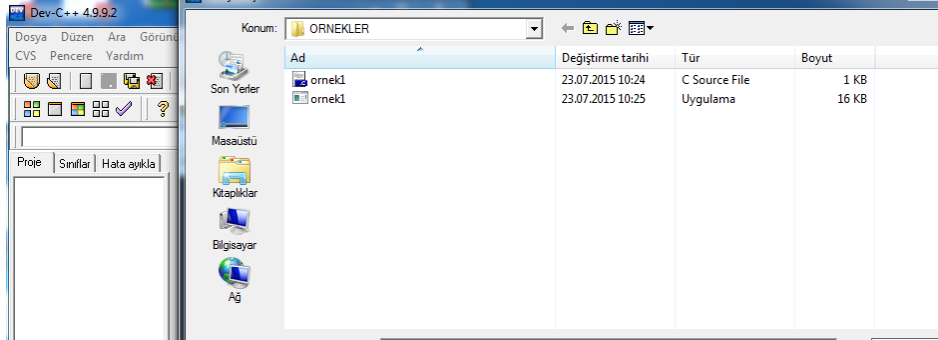 Dev-C++ 4.9.9.2
Dosya Düzen Ara Görünü
CVS Pencere Yardım
Proje Sınıflar Hata ayıkla
Konum: ORNEKLER
Son Yerler
Masaüstü
Kitaplıklar
Bilgisayar
Ağ
Ad Değiştirme tarihi Tür Boyut
ornek1 23.07.2015 10:24 C Source File 1 KB
ornek1 23.07.2015 10:25 Uygulama 16 KB